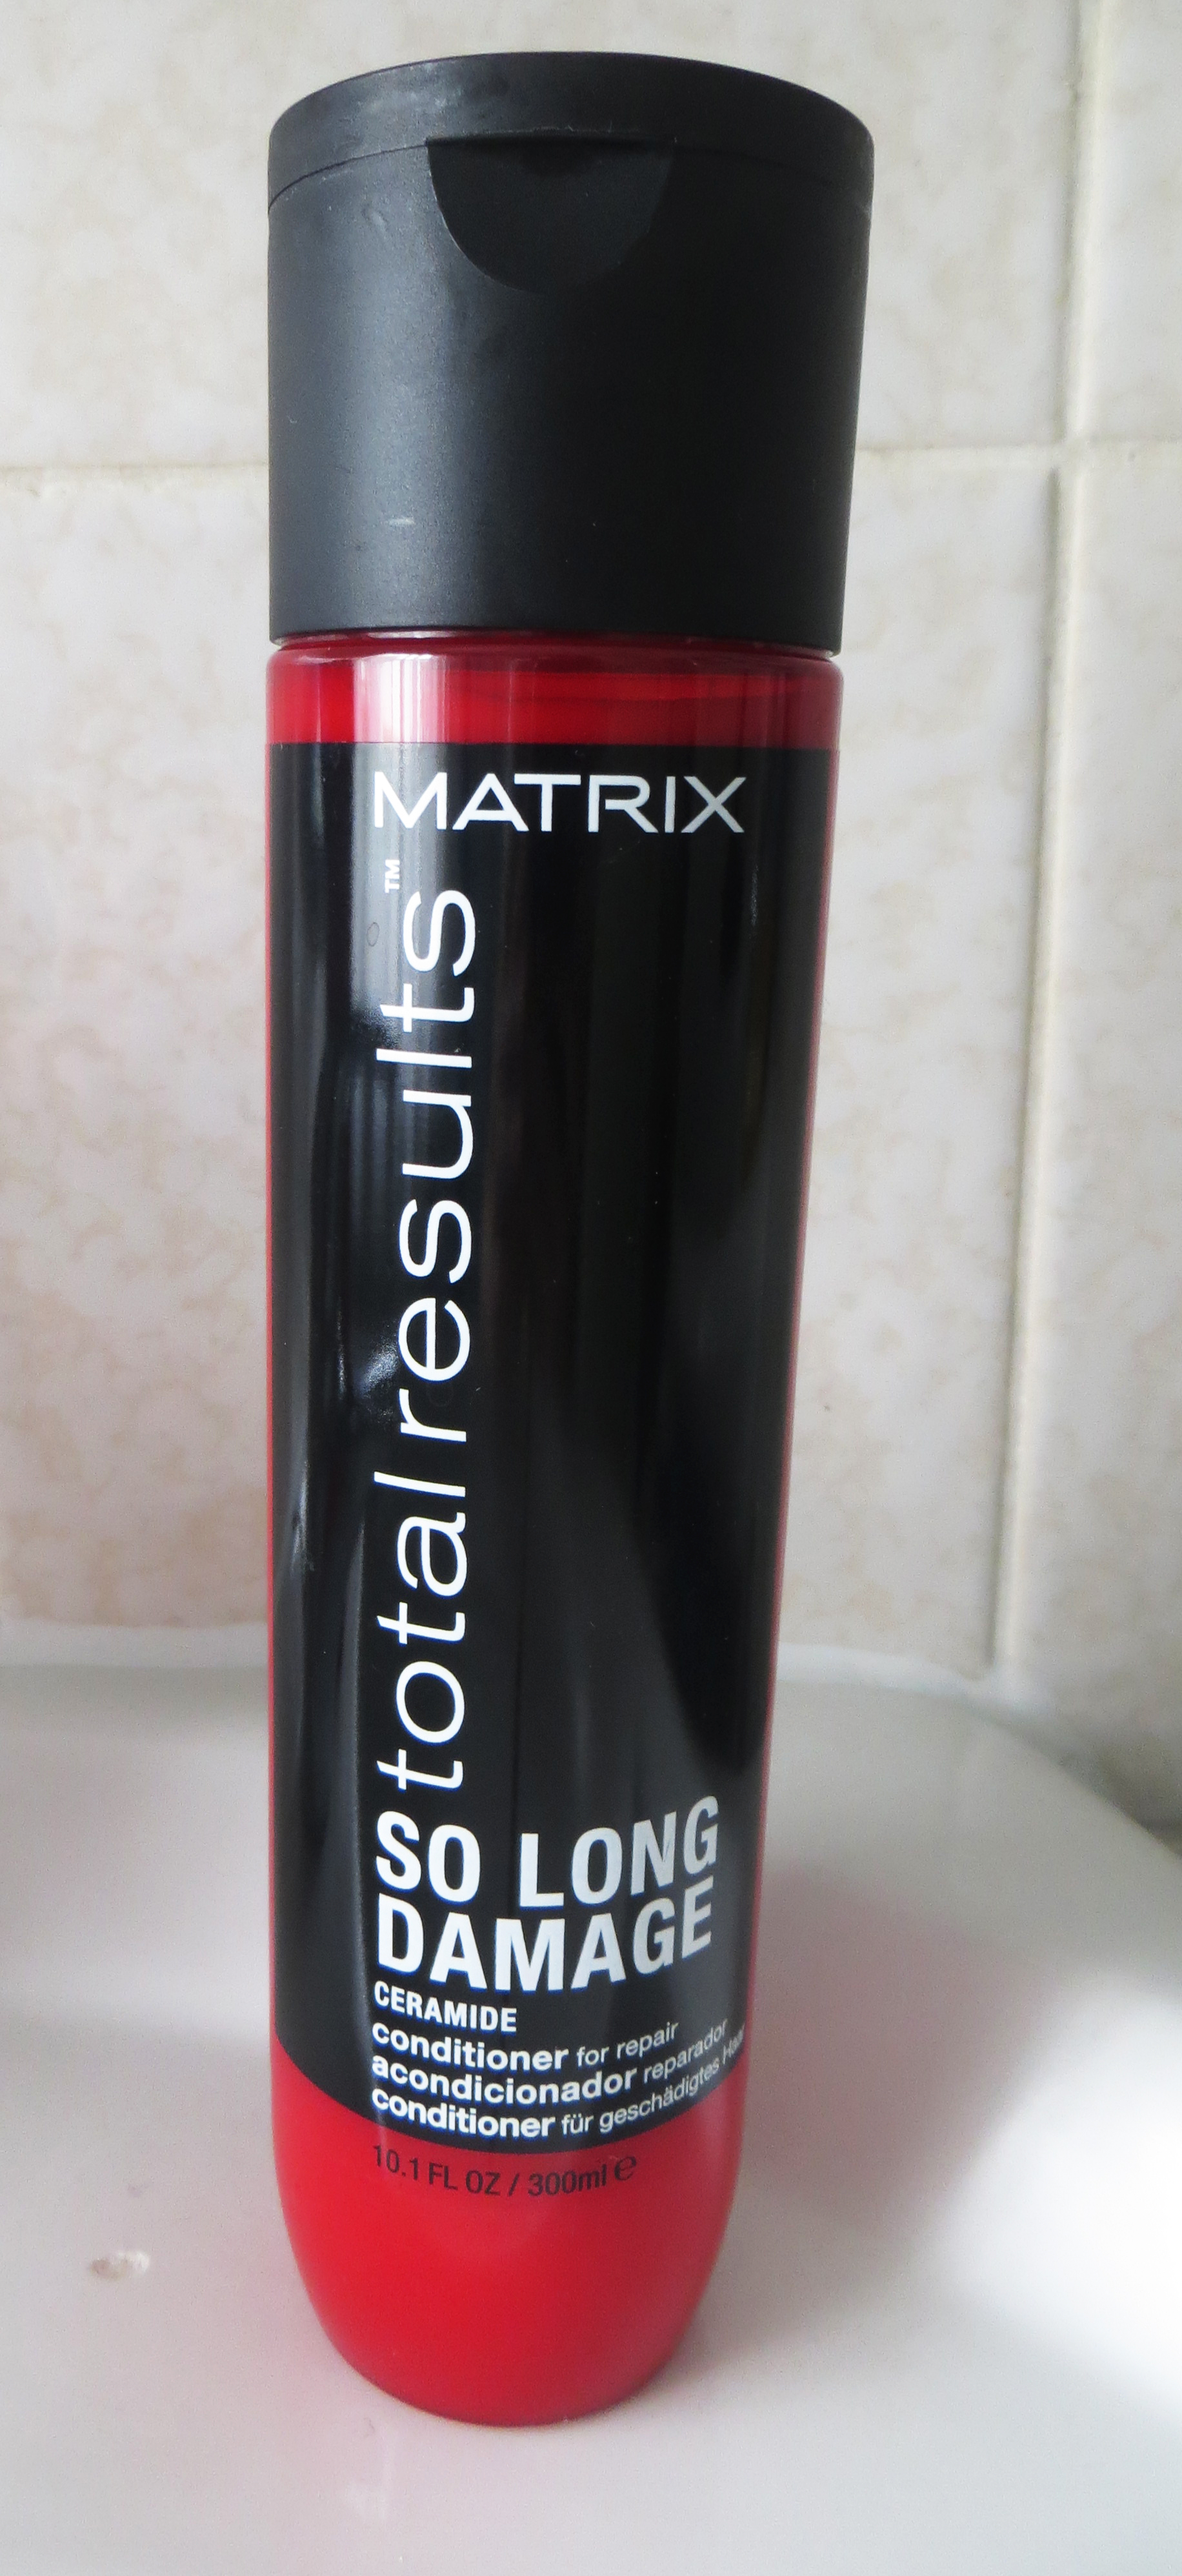 MATRIX
total results™
SO LONG
DAMAGE
CERAMIDE
conditioner for repair
acondicionador reparador
conditioner für geschädigtes Haar
10.1 FL OZ / 300ml ℮